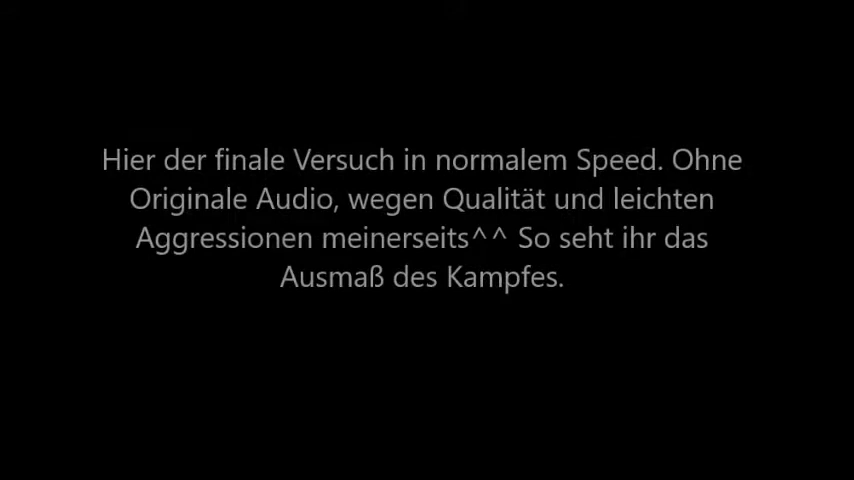 Hier der finale Versuch in normalem Speed. Ohne
Originale Audio, wegen Qualität und leichten
Aggressionen meinerseits^^ So seht ihr das
Ausmaß des Kampfes.